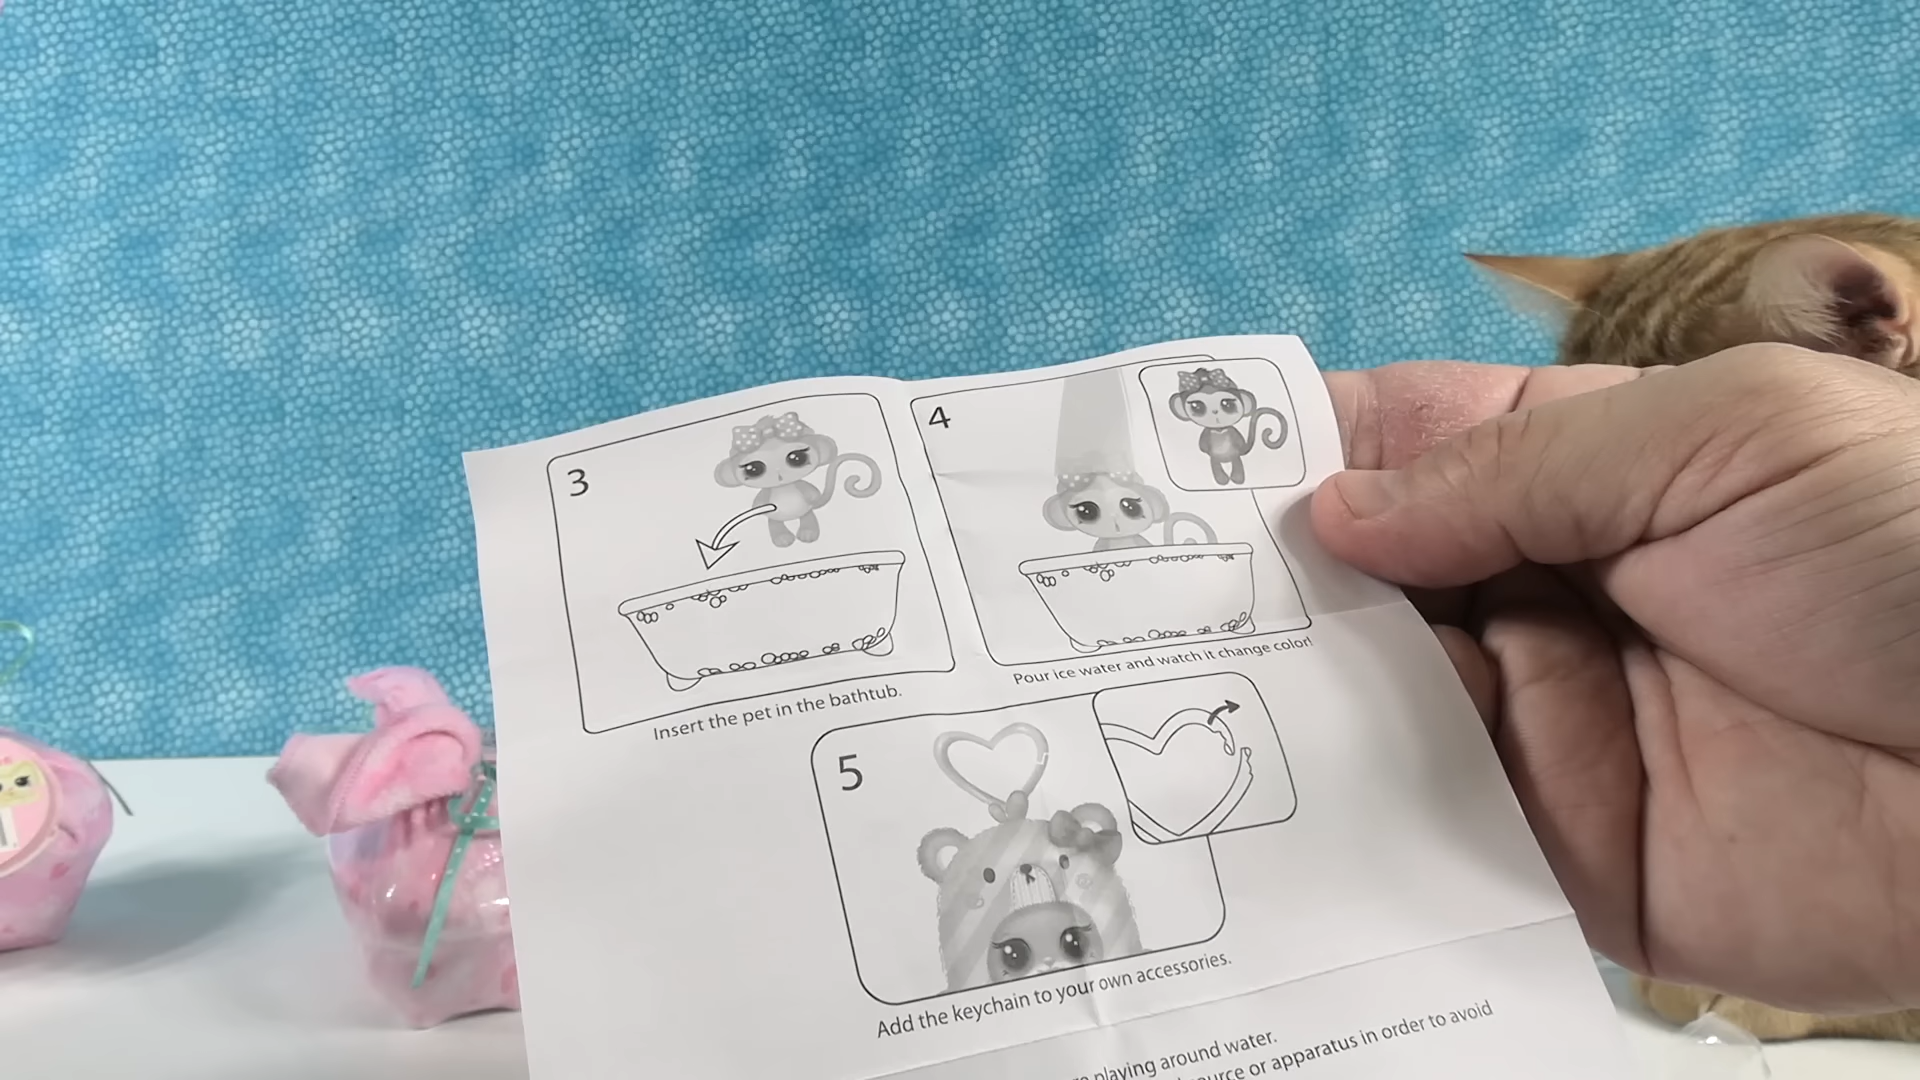 3
Insert the pet in the bathtub.
4
Pour ice water and watch it change color!
5
Add the keychain to your own accessories.
playing around water.
or apparatus in order to avoid